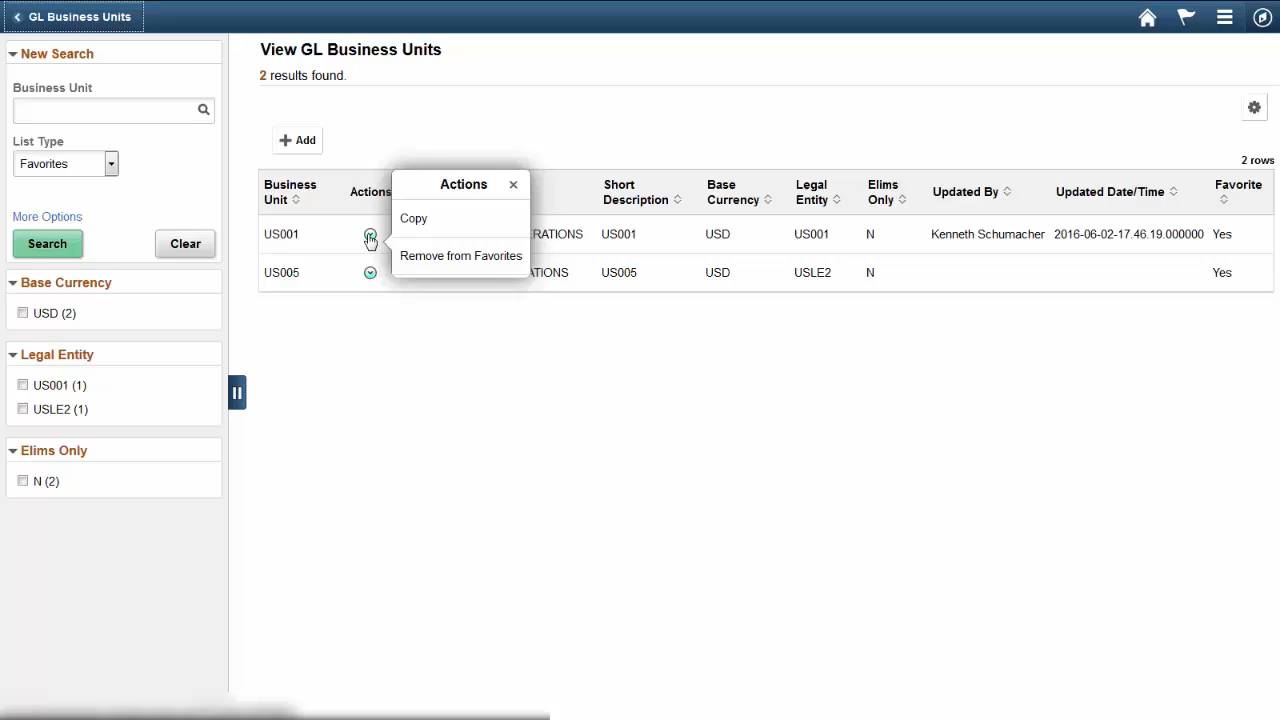 GL Business Units
New Search
Business Unit
List Type
Favorites
More Options
Search Clear
Base Currency
USD (2)
Legal Entity
US001 (1)
USLE2 (1)
Elims Only
N (2)
View GL Business Units
2 results found.
Add
2 rows
Business Unit Actions Short Description Base Currency Legal Entity Elims Only Updated By Updated Date/Time Favorite
US001 US001 USD US001 N Kenneth Schumacher 2016-06-02-17.46.19.000000 Yes
US005 US005 USD USLE2 N Yes
Actions
Copy
Remove from Favorites